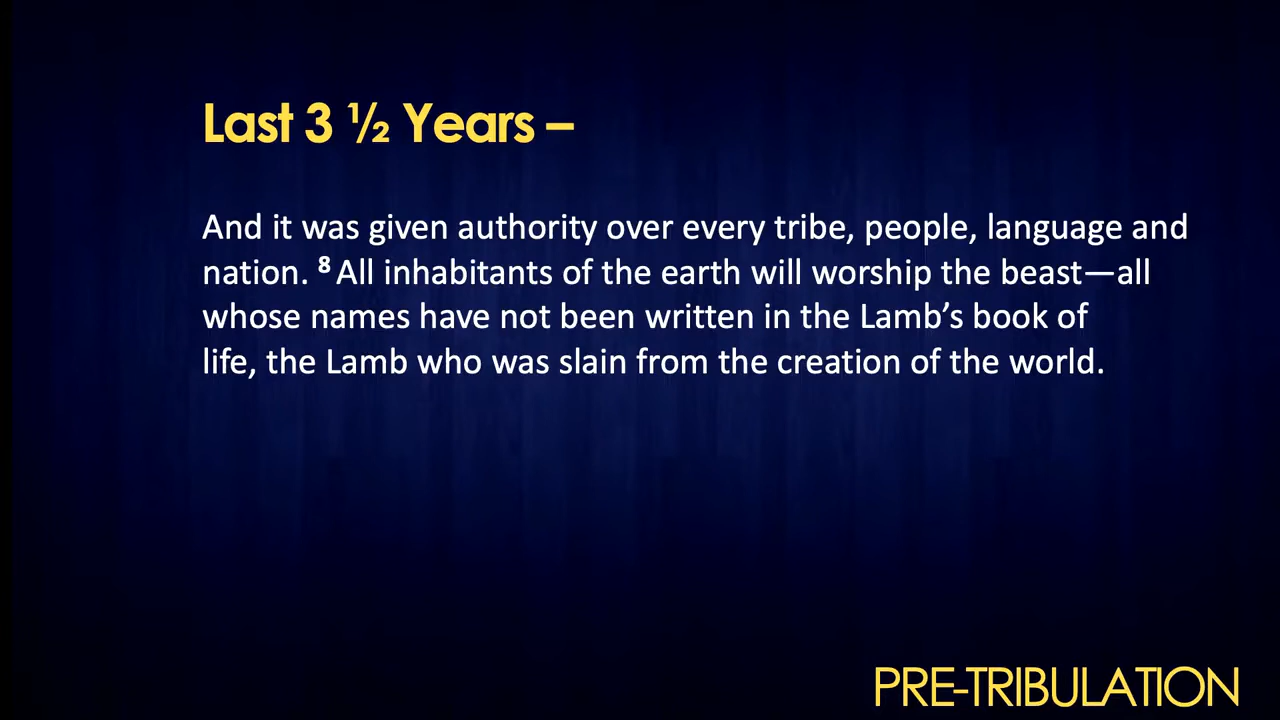 Last 3 ½ Years –
And it was given authority over every tribe, people, language and
nation. ⁸ All inhabitants of the earth will worship the beast—all
whose names have not been written in the Lamb’s book of
life, the Lamb who was slain from the creation of the world.
PRE-TRIBULATION